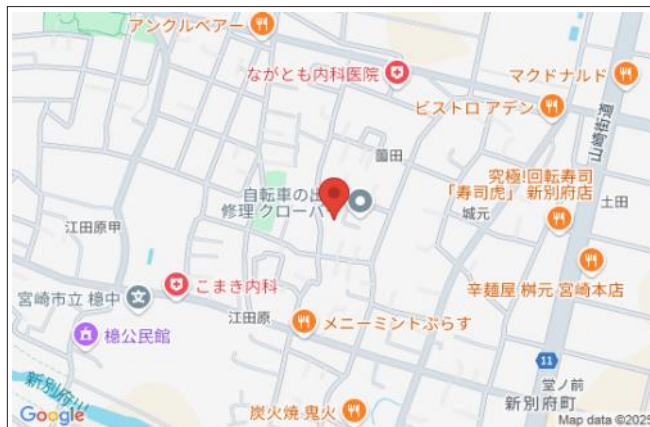 アンクルベアー
ながとも内科医院
マクドナルド
ビストロ アデン
山崎街道
薗田
究極!回転寿司
「寿司虎」 新別府店
自転車の出
修理 クローバ
土田
城元
江田原甲
辛麺屋 桝元 宮崎本店
こまき内科
宮崎市立 檍中
江田原
メニーミントぷらす
檍公民館
11
堂ノ前
新別府川
新別府町
炭火焼 鬼火
Google
Map data ©2025